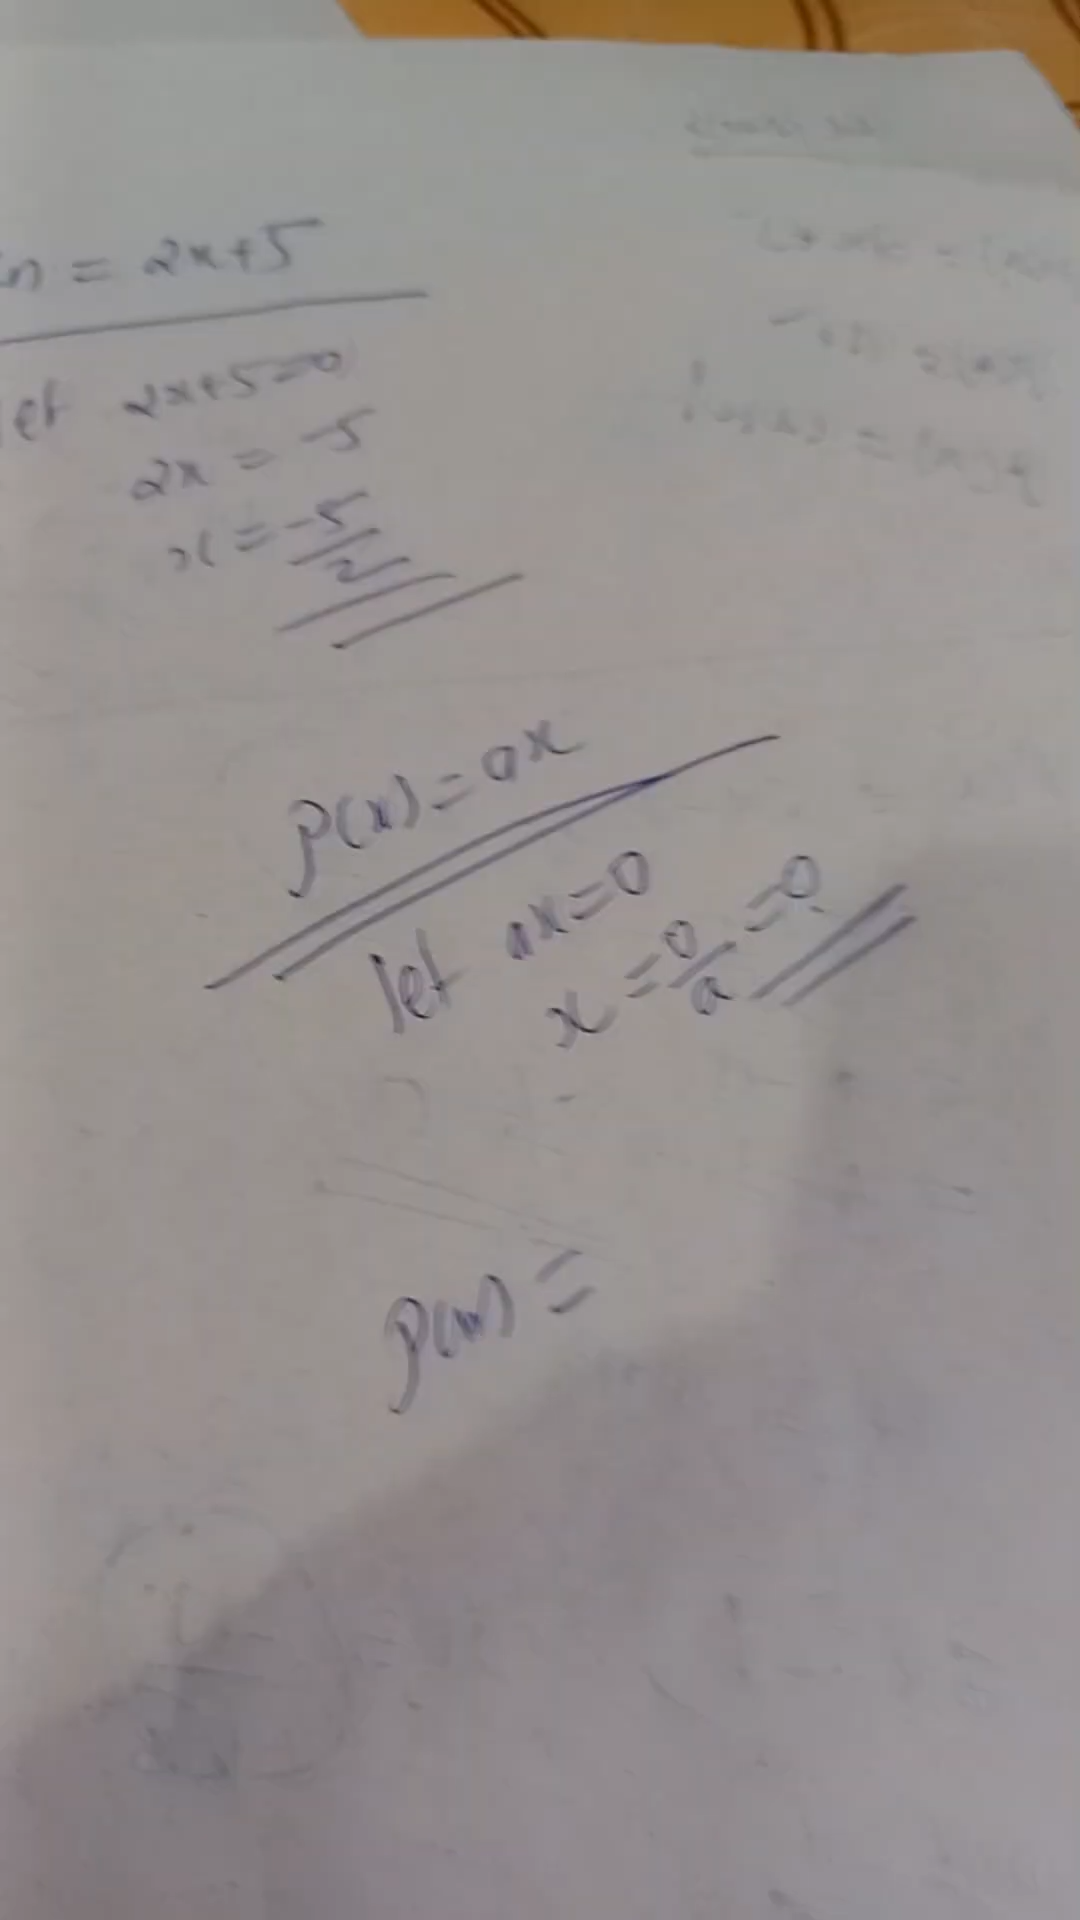 = 2x+5
let 2x+5=0
2x = -5
x = -5/2
p(x) = ax
let ax=0
x = 0/a = 0
p(x) =